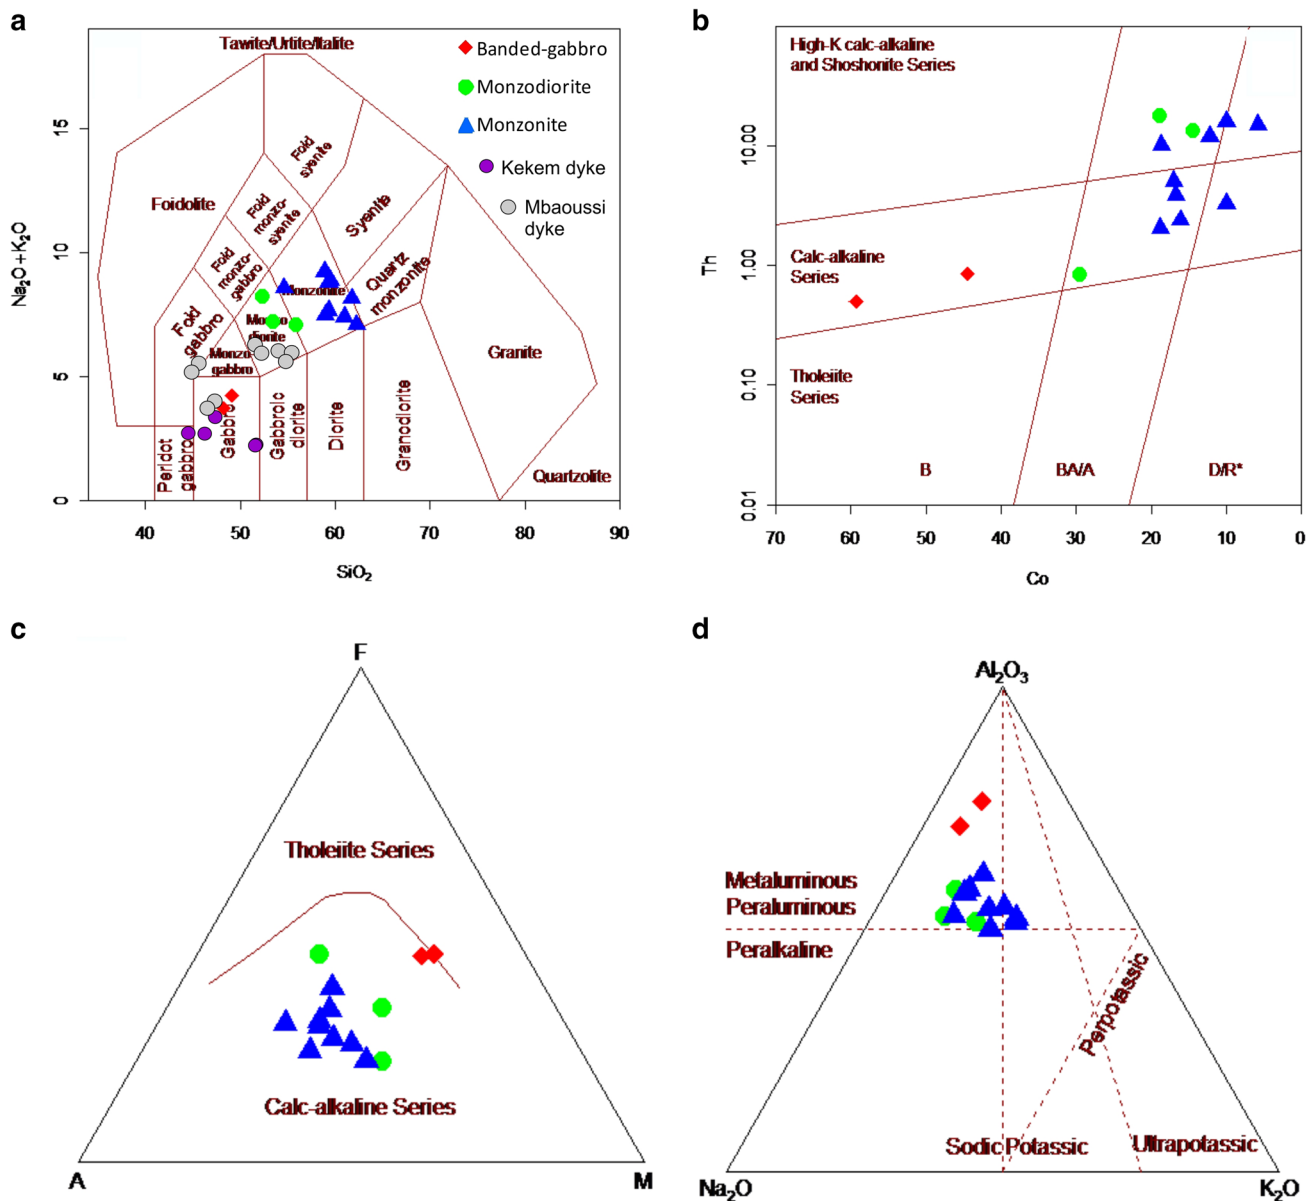 a
Tawite/Urtite/Italite
Banded-gabbro
Monzodiorite
Monzonite
Kekem dyke
Mbaoussi
dyke
Foid
syenite
Foidolite
Foid
monzo-
syenite
Syenite
Foid
monzo-
gabbro
Quartz
monzonite
Monzonite
Foid
gabbro
Monzo
diorite
Monzo
gabbro
Granite
Peridot
gabbro
Gabbro
Gabbroic
diorite
Diorite
Granodiorite
Quartzolite
Na₂O+K₂O
0
5
10
15
40
50
60
70
80
90
SiO₂
b
High-K calc-alkaline
and Shoshonite Series
Calc-alkaline
Series
Tholeiite
Series
B
BA/A
D/R*
Th
10.00
1.00
0.10
0.01
70
60
50
40
30
20
10
0
Co
c
F
Tholeiite Series
Calc-alkaline Series
A
M
d
Al₂O₃
Metaluminous
Peraluminous
Peralkaline
Perpotassic
Sodic
Potassic
Ultrapotassic
Na₂O
K₂O